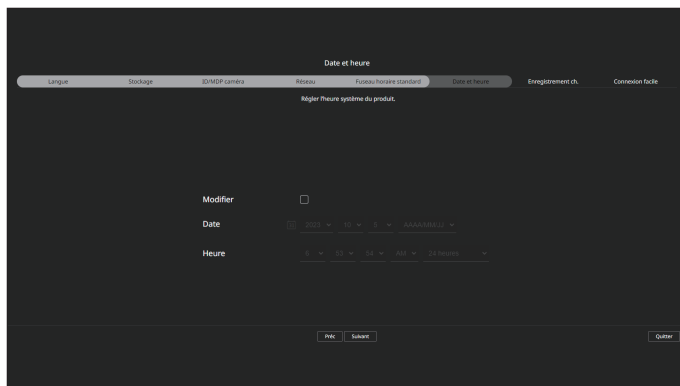 Date et heure
Langue Stockage ID/MDP caméra Réseau Fuseau horaire standard Date et heure Enregistrement ch. Connexion facile
Régler l'heure système du produit.
Modifier
Date 10 5 AAAA/MM/JJ
Heure 5 52 54 AM 24 heures
Préc Suivant Quitter